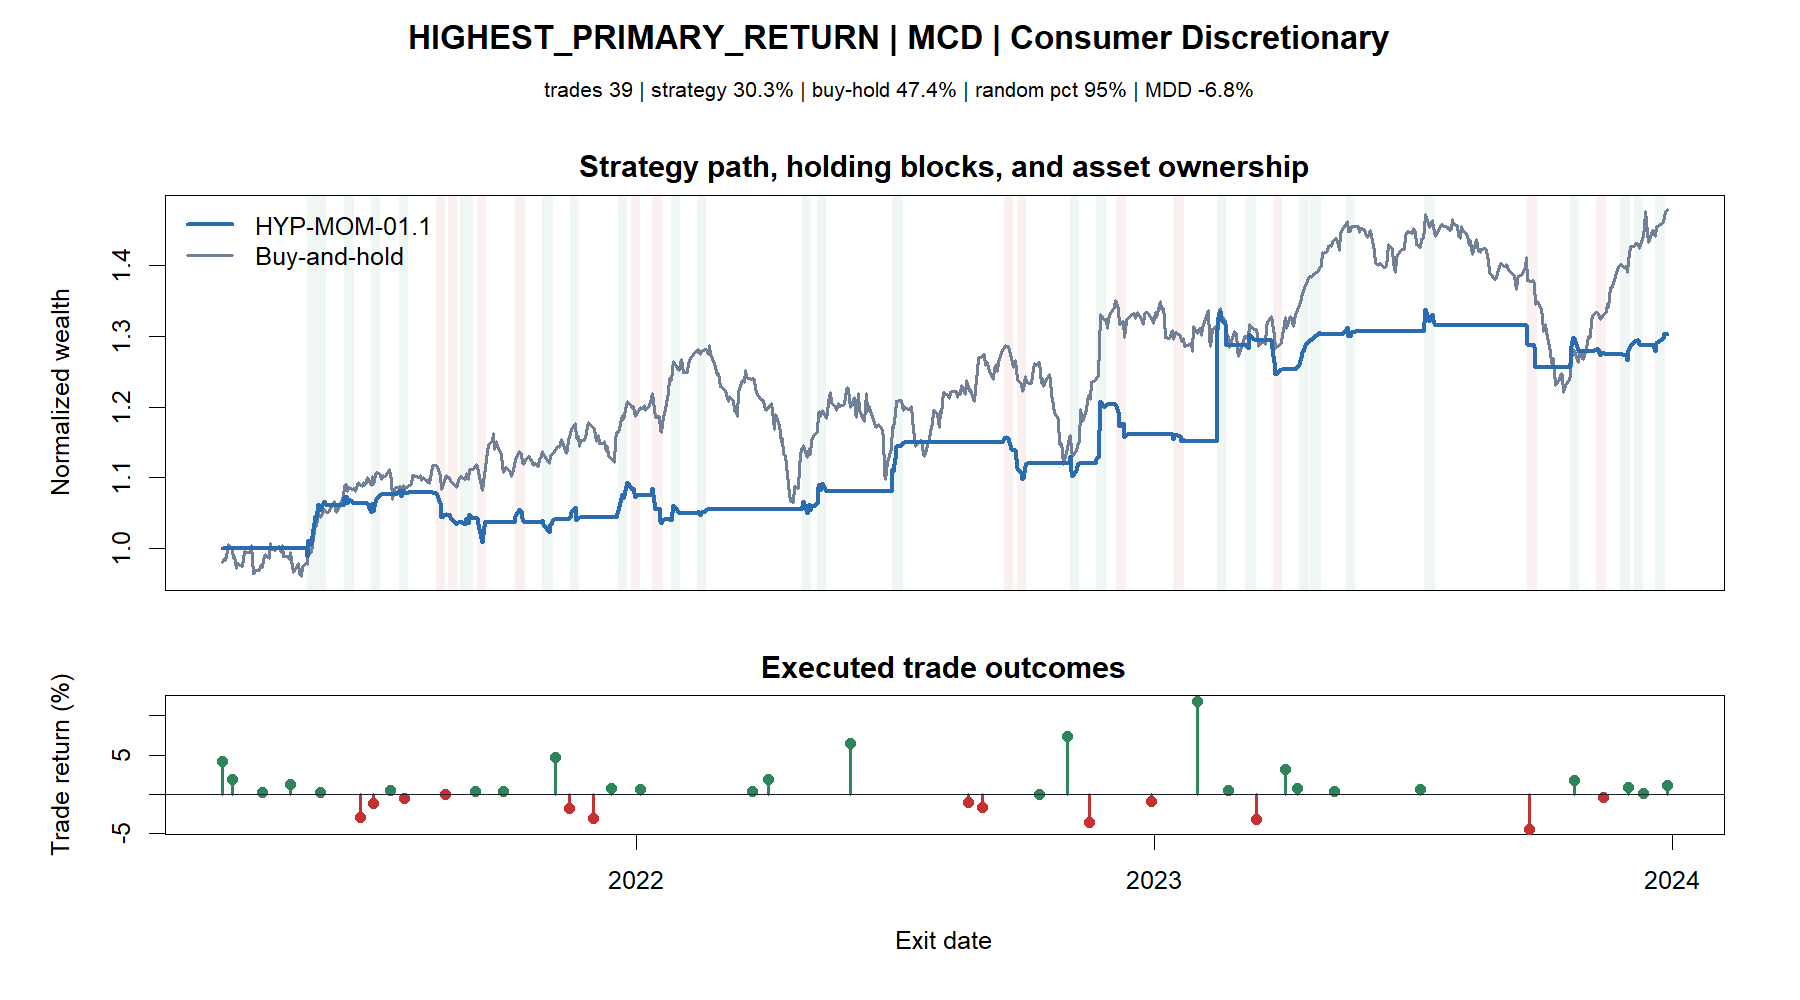 HIGHEST_PRIMARY_RETURN | MCD | Consumer Discretionary
trades 39 | strategy 30.3% | buy-hold 47.4% | random pct 95% | MDD -6.8%
Strategy path, holding blocks, and asset ownership
HYP-MOM-01.1
Buy-and-hold
Normalized wealth
1.4
1.3
1.2
1.1
1.0
Executed trade outcomes
Trade return (%)
5
-5
2022
2023
2024
Exit date